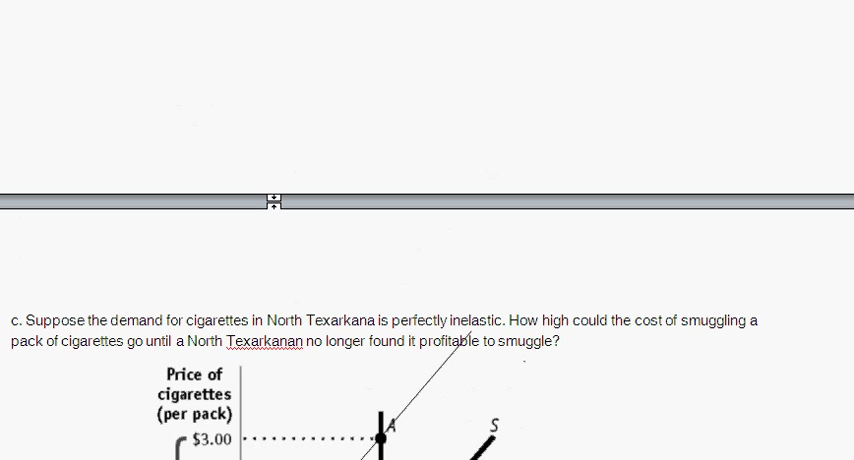 c. Suppose the demand for cigarettes in North Texarkana is perfectly inelastic. How high could the cost of smuggling a
pack of cigarettes go until a North Texarkanan no longer found it profitable to smuggle?
Price of
cigarettes
(per pack)
$3.00
A
S